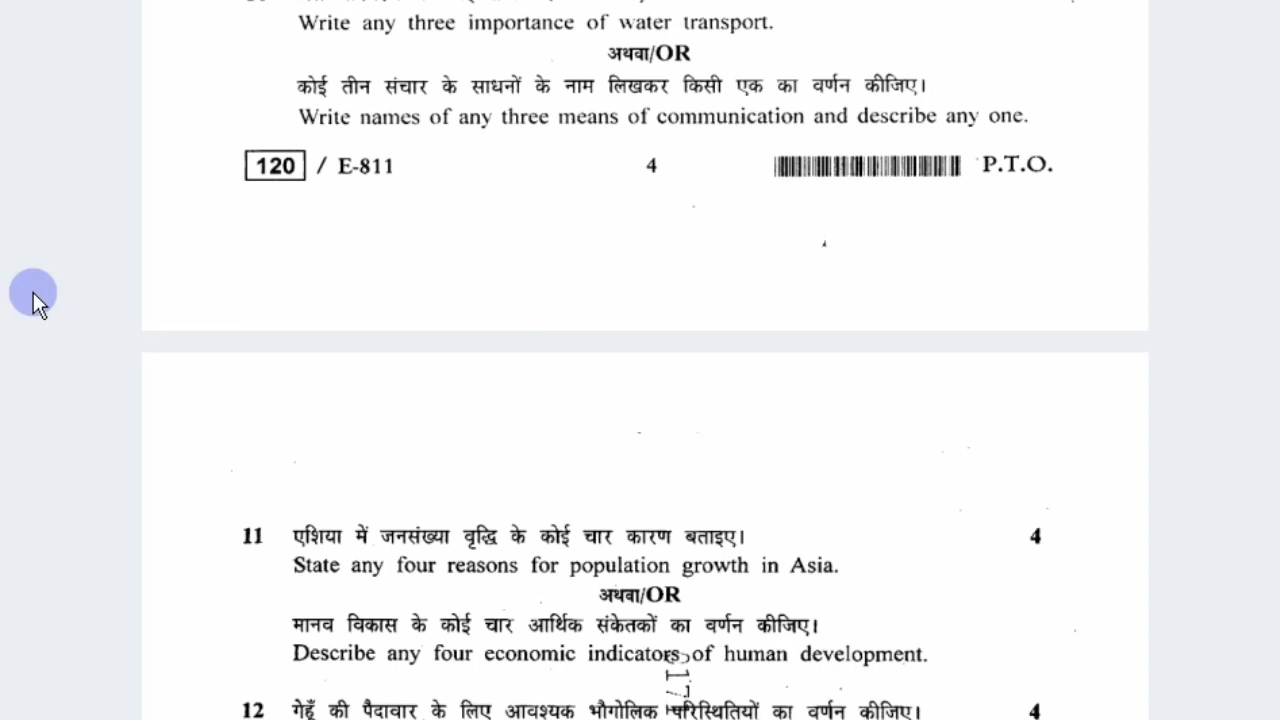 Write any three importance of water transport.
अथवा/OR
कोई तीन संचार के साधनों के नाम लिखकर किसी एक का वर्णन कीजिए।
Write names of any three means of communication and describe any one.
120 / E-811 4 P.T.O.
11 एशिया में जनसंख्या वृद्धि के कोई चार कारण बताइए। 4
State any four reasons for population growth in Asia.
अथवा/OR
मानव विकास के कोई चार आर्थिक संकेतकों का वर्णन कीजिए।
Describe any four economic indicators of human development.
12 गेहूँ की पैदावार के लिए आवश्यक भौगोलिक परिस्थितियों का वर्णन कीजिए। 4